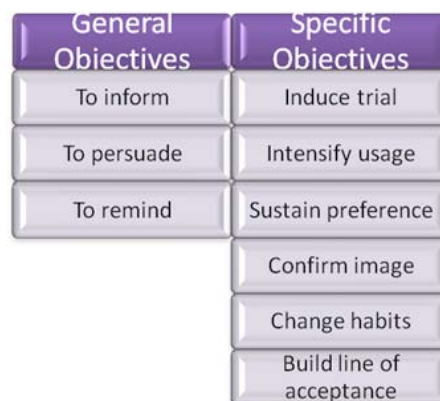 General
Objectives
To inform
To persuade
To remind
Specific
Objectives
Induce trial
Intensify usage
Sustain preference
Confirm image
Change habits
Build line of
acceptance